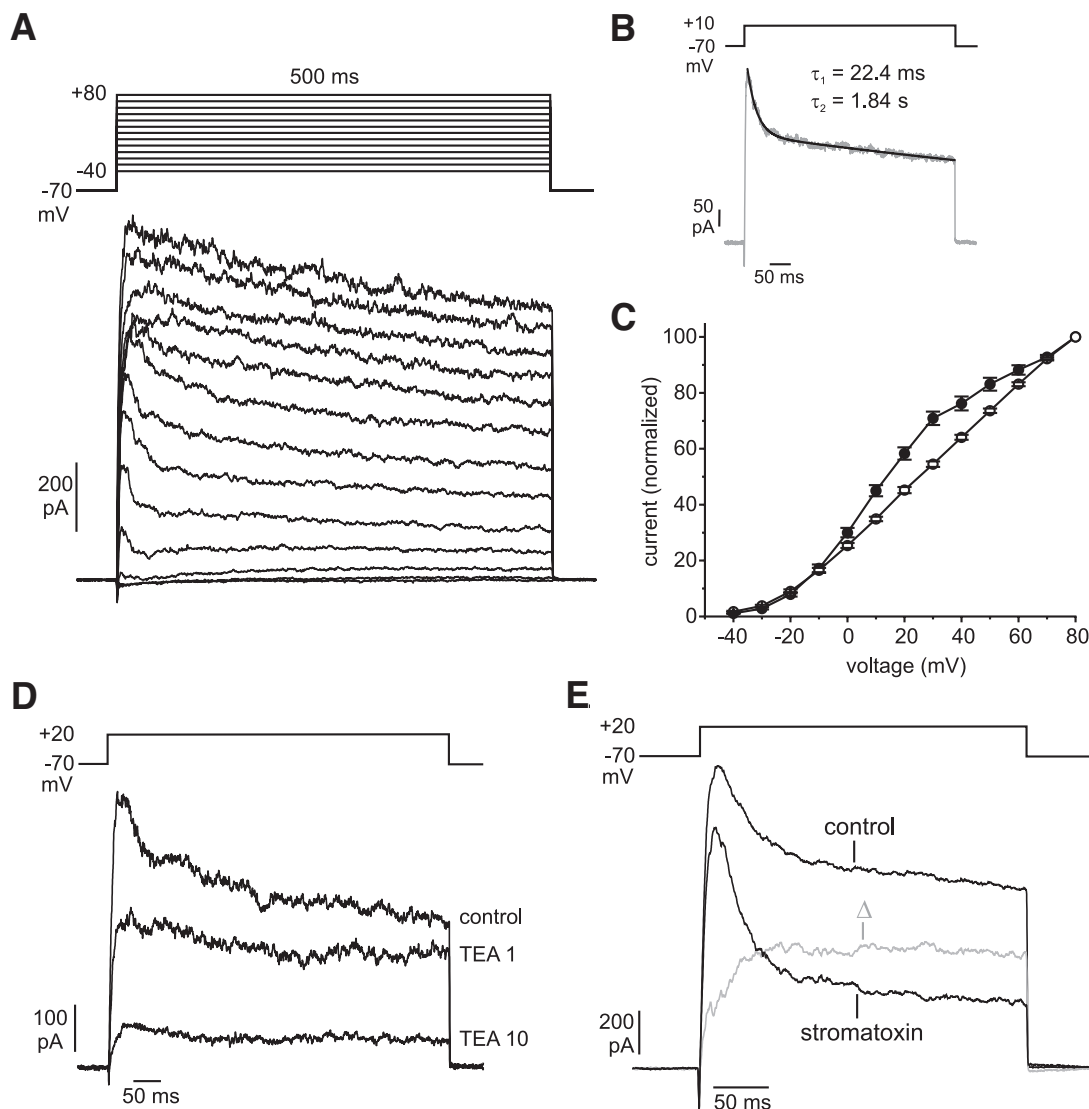 A
500 ms
+80
-40
-70
mV
200
pA
B
+10
-70
mV
τ1 = 22.4 ms
τ2 = 1.84 s
50
pA
50 ms
C
100
80
60
40
20
0
current (normalized)
-40 -20 0 20 40 60 80
voltage (mV)
D
+20
-70
mV
control
TEA 1
TEA 10
100
pA
50 ms
E
+20
-70
mV
control
Δ
stromatoxin
200
pA
50 ms